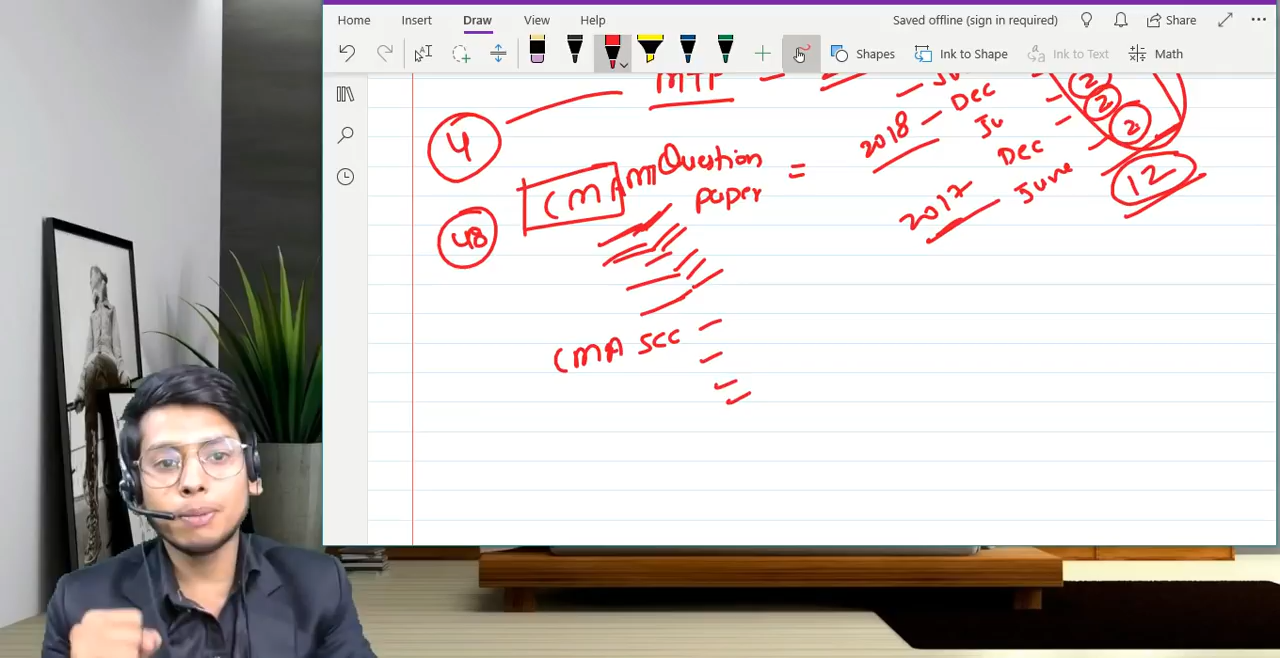 Home Insert Draw View Help Saved offline (sign in required) Share
Ink to Shape Ink to Text Math Shapes
MTP =
4
2018 - Dec 2
Ju 2
CMA Question paper = 2017 Dec 2
June
12
48
CMA SCC